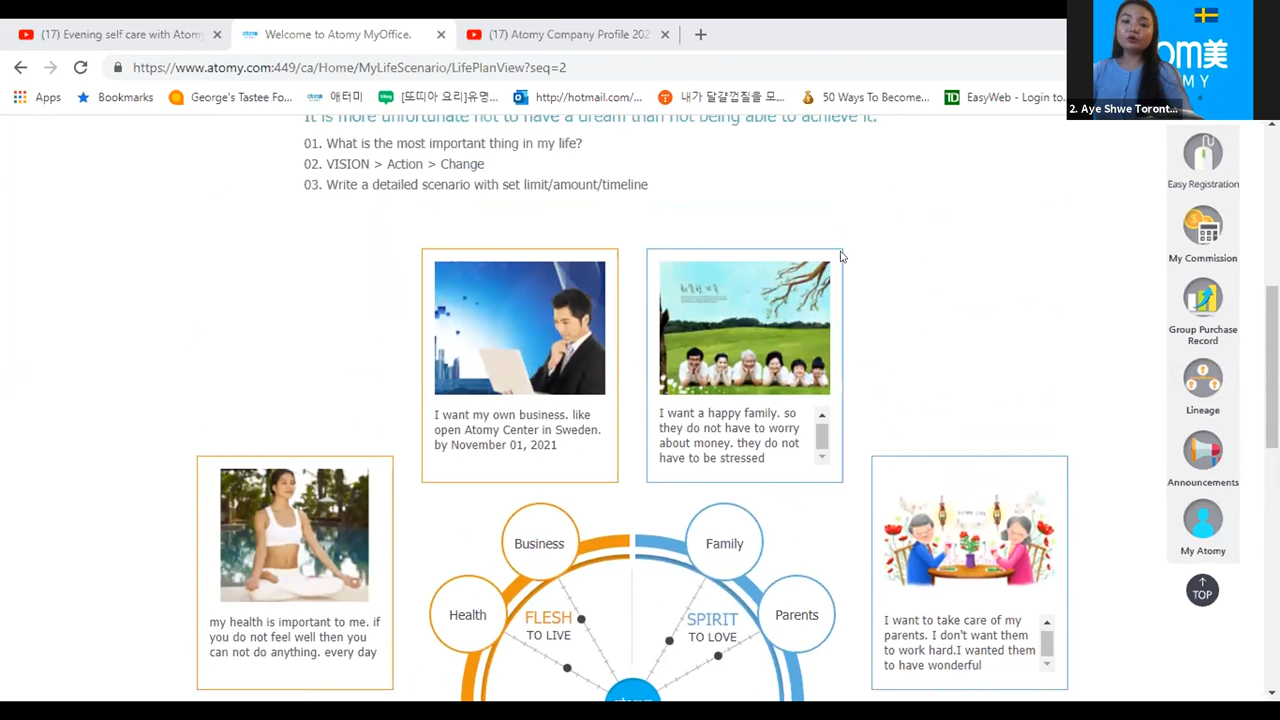 (17) Evening self care with Atom
Welcome to Atomy MyOffice.
(17) Atomy Company Profile 202
https://www.atomy.com:449/ca/Home/MyLifeScenario/LifePlanView?seq=2
Apps
Bookmarks
George's Tastee Fo...
애터미
[또띠아 요리]유명...
http://hotmail.com/...
내가 달걀껍질을 모...
50 Ways To Become...
EasyWeb - Login to
om美
OMY
2. Aye Shwe Toront...
It is more unfortunate not to have a dream than not being able to achieve it.
01. What is the most important thing in my life?
02. VISION > Action > Change
03. Write a detailed scenario with set limit/amount/timeline
I want my own business. like
open Atomy Center in Sweden.
by November 01, 2021
I want a happy family. so
they do not have to worry
about money. they do not
have to be stressed
my health is important to me. if
you do not feel well then you
can not do anything. every day
I want to take care of my
parents. I don't want them
to work hard.I wanted them
to have wonderful
Business
Family
Health
Parents
FLESH
TO LIVE
SPIRIT
TO LOVE
Easy Registration
My Commission
Group Purchase
Record
Lineage
Announcements
My Atomy
TOP